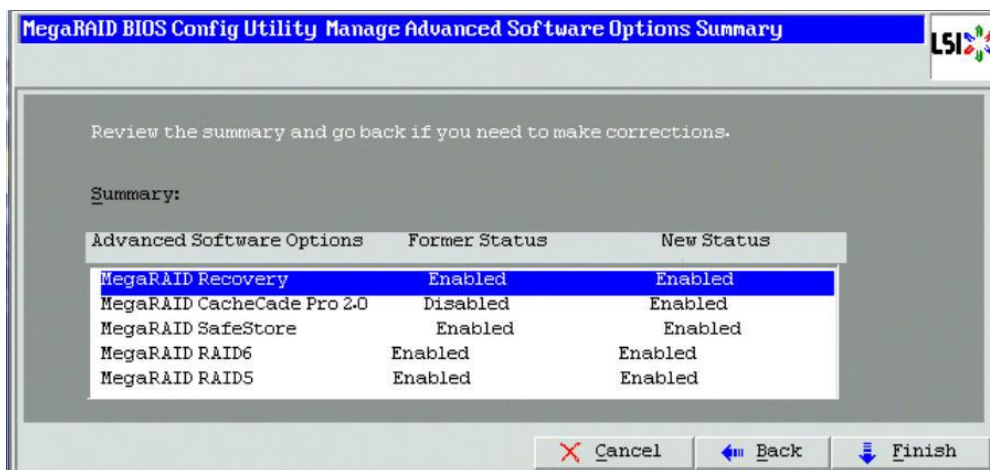 MegaRAID BIOS Config Utility Manage Advanced Software Options Summary
LSI
Review the summary and go back if you need to make corrections.
Summary:
Advanced Software Options Former Status New Status
MegaRAID Recovery Enabled Enabled
MegaRAID CacheCade Pro 2.0 Disabled Enabled
MegaRAID SafeStore Enabled Enabled
MegaRAID RAID6 Enabled Enabled
MegaRAID RAID5 Enabled Enabled
Cancel Back Finish